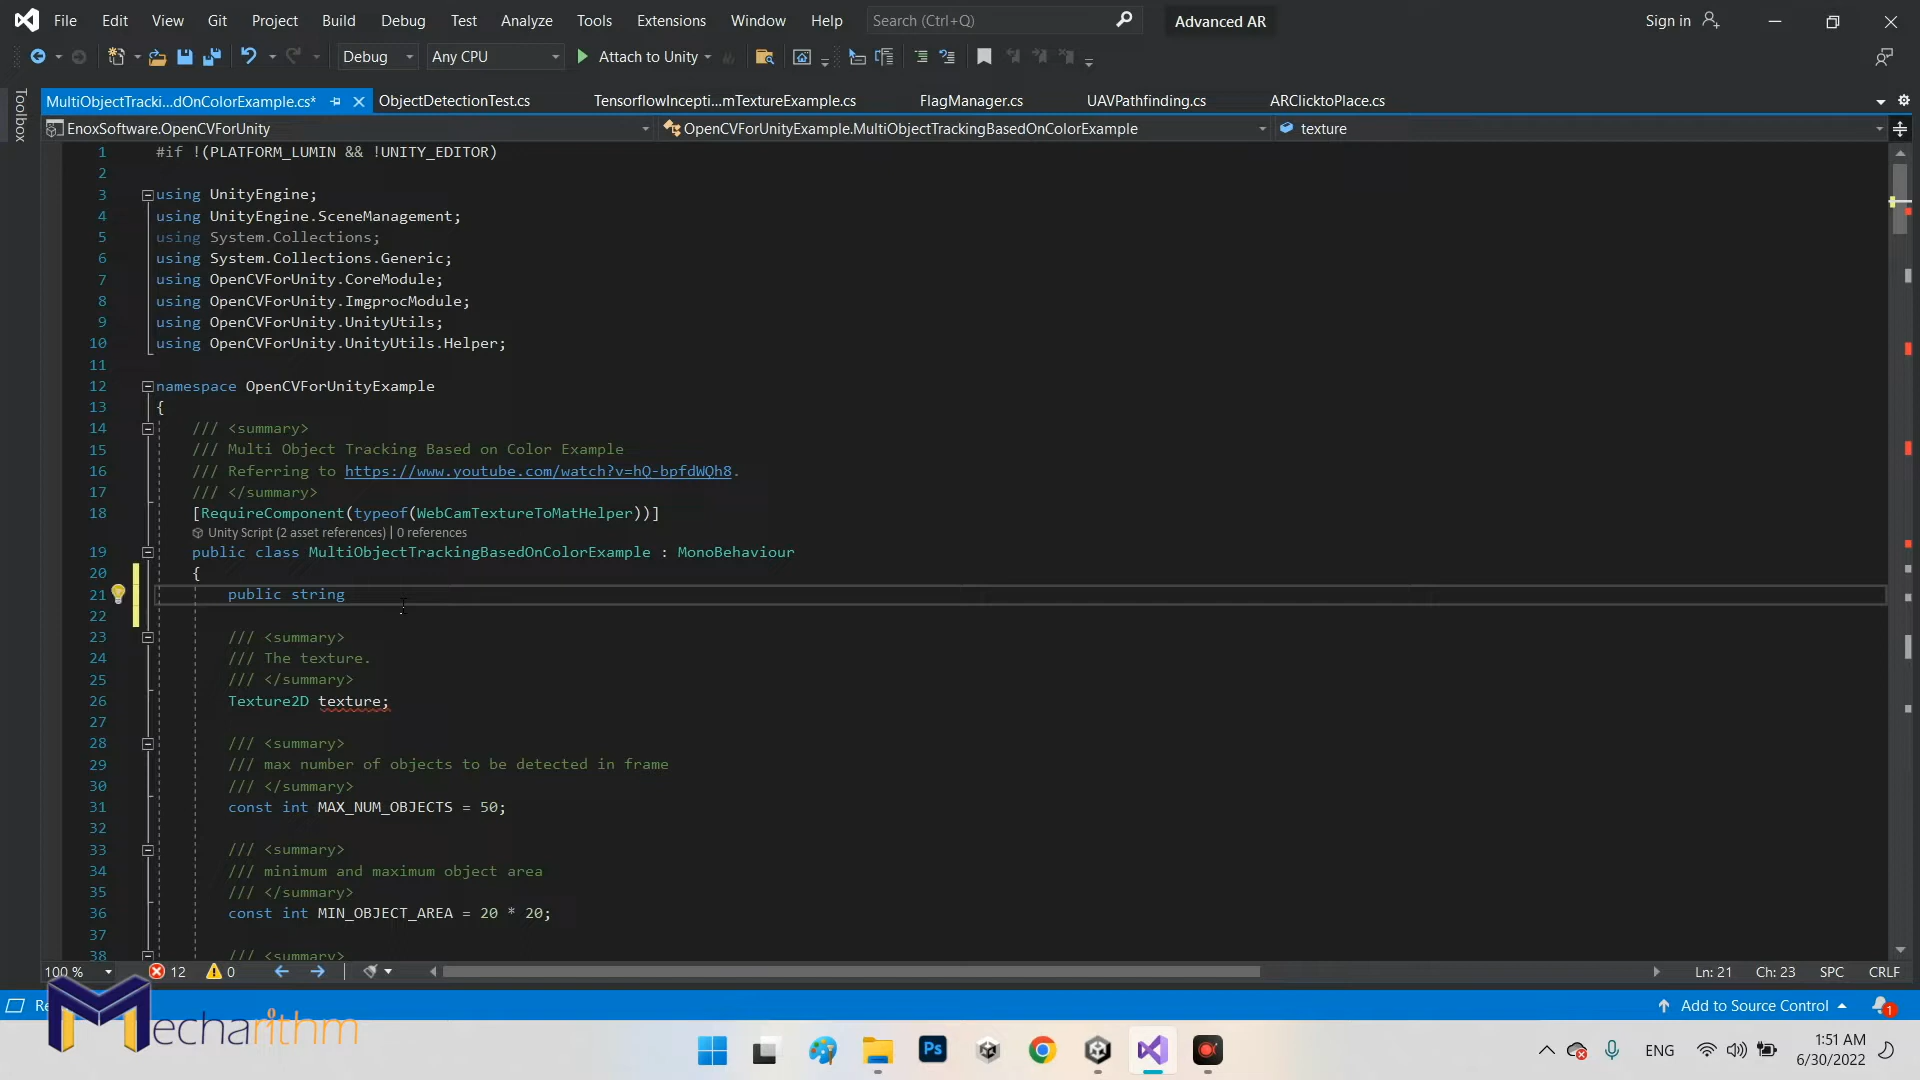 File Edit View Git Project Build Debug Test Analyze Tools Extensions Window Help Search (Ctrl+Q) Advanced AR Sign in
Debug Any CPU Attach to Unity
Toolbox
MultiObjectTracki...dOnColorExample.cs* ObjectDetectionTest.cs TensorflowIncepti...mTextureExample.cs FlagManager.cs UAVPathfinding.cs ARClicktoPlace.cs
EnoxSoftware.OpenCVForUnity OpenCVForUnityExample.MultiObjectTrackingBasedOnColorExample texture
1 #if !(PLATFORM_LUMIN && !UNITY_EDITOR)
2
3 using UnityEngine;
4 using UnityEngine.SceneManagement;
5 using System.Collections;
6 using System.Collections.Generic;
7 using OpenCVForUnity.CoreModule;
8 using OpenCVForUnity.ImgprocModule;
9 using OpenCVForUnity.UnityUtils;
10 using OpenCVForUnity.UnityUtils.Helper;
11
12 namespace OpenCVForUnityExample
13 {
14 /// <summary>
15 /// Multi Object Tracking Based on Color Example
16 /// Referring to https://www.youtube.com/watch?v=hQ-bpfdWQh8.
17 /// </summary>
18 [RequireComponent(typeof(WebCamTextureToMatHelper))]
Unity Script (2 asset references) | 0 references
19 public class MultiObjectTrackingBasedOnColorExample : MonoBehaviour
20 {
21 public string
22
23 /// <summary>
24 /// The texture.
25 /// </summary>
26 Texture2D texture;
27
28 /// <summary>
29 /// max number of objects to be detected in frame
30 /// </summary>
31 const int MAX_NUM_OBJECTS = 50;
32
33 /// <summary>
34 /// minimum and maximum object area
35 /// </summary>
36 const int MIN_OBJECT_AREA = 20 * 20;
37
38 /// <summary>
100 % 12 0 Ln: 21 Ch: 23 SPC CRLF
Re Add to Source Control 1
Mecharithm
Ps
ENG 1:51 AM
6/30/2022